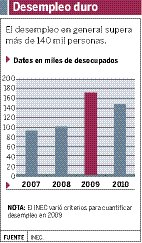 Desempleo duro
El desempleo en general supera
más de 140 mil personas.
Datos en miles de desocupados
200
180
160
140
120
100
80
60
40
20
0
2007 2008 2009 2010
NOTA: El INEC varió criterios para cuantificar
desempleo en 2009
FUENTE INEC.